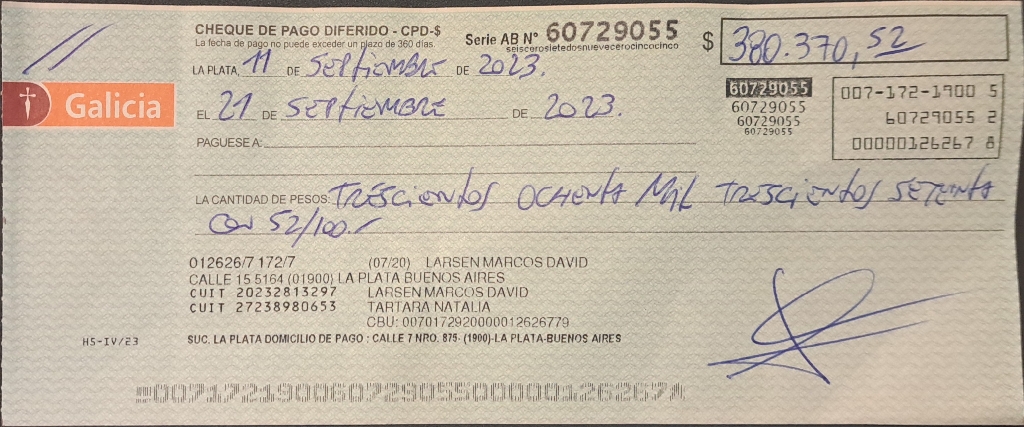 CHEQUE DE PAGO DIFERIDO - CPD-$
La fecha de pago no puede exceder un plazo de 360 días.
Serie AB N° 60729055
seiscerosietedosnuevecerocincocinco
$ 380.370,52
LA PLATA, 11 DE SEPtiEMBRE DE 2023.
Galicia
EL 21 DE SEPtiEMBRE DE 2023.
60729055
60729055
60729055
60729055
007-172-1900 5
60729055 2
00000126267 8
PAGUESE A:
LA CANTIDAD DE PESOS: TRESCientos OCHENTA MIL TRESCientos SETENTA
con 52/100.-
012626/7 172/7 (07/20) LARSEN MARCOS DAVID
CALLE 15 5164 (01900) LA PLATA BUENOS AIRES
CUIT 20232813297 LARSEN MARCOS DAVID
CUIT 27238980653 TARTARA NATALIA
CBU: 0070172920000012626779
HS-IV/23
SUC. LA PLATA DOMICILIO DE PAGO : CALLE 7 NRO. 875- (1900)-LA PLATA-BUENOS AIRES
00717219006072905500000126267